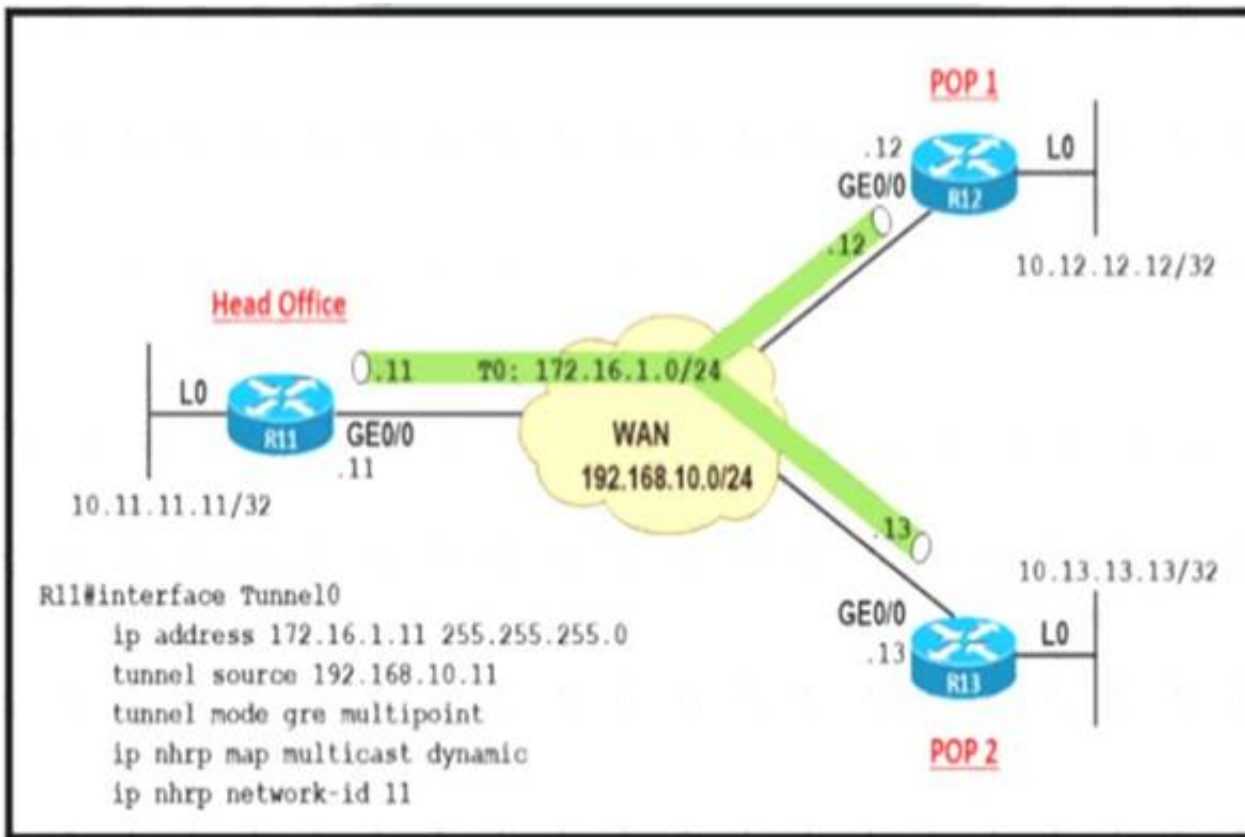 POP 1
.12
GE0/0
L0
R12
.12
10.12.12.12/32
Head Office
.11
T0: 172.16.1.0/24
L0
R11
GE0/0
.11
WAN
192.168.10.0/24
10.11.11.11/32
.13
10.13.13.13/32
GE0/0
.13
L0
R13
POP 2
R11#interface Tunnel0
ip address 172.16.1.11 255.255.255.0
tunnel source 192.168.10.11
tunnel mode gre multipoint
ip nhrp map multicast dynamic
ip nhrp network-id 11